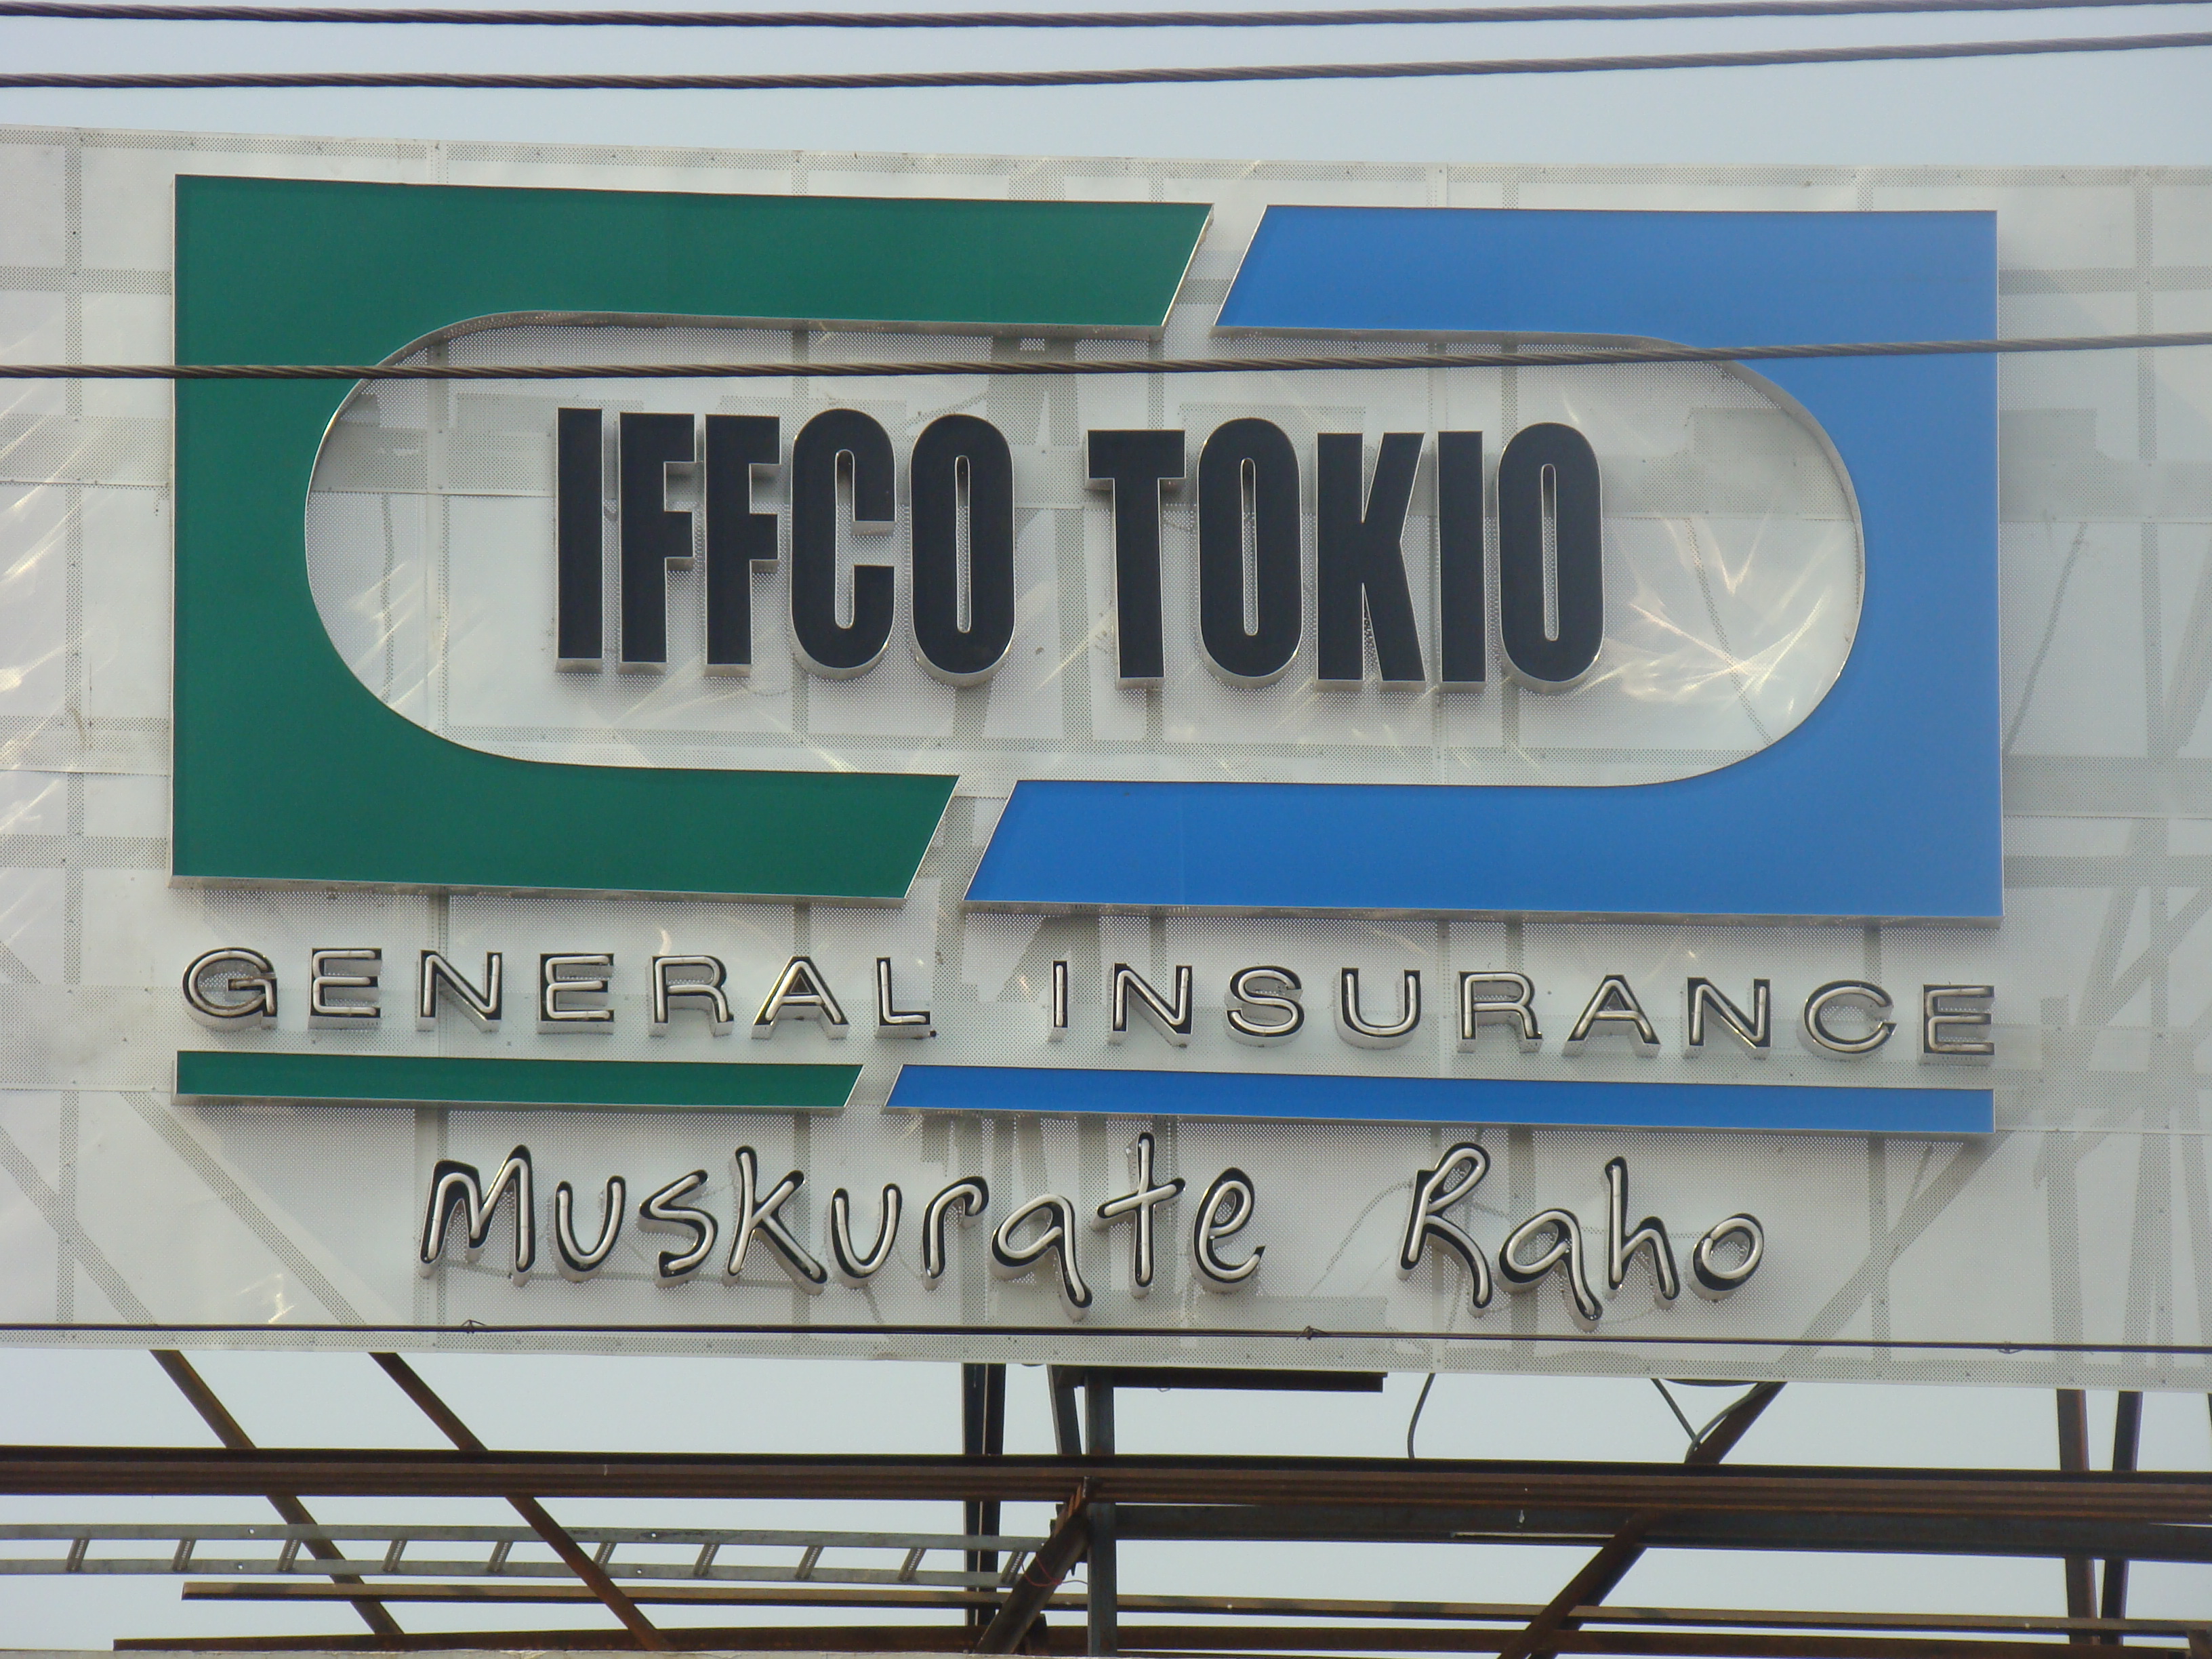 IFFCO TOKIO
GENERAL INSURANCE
Muskurate Raho